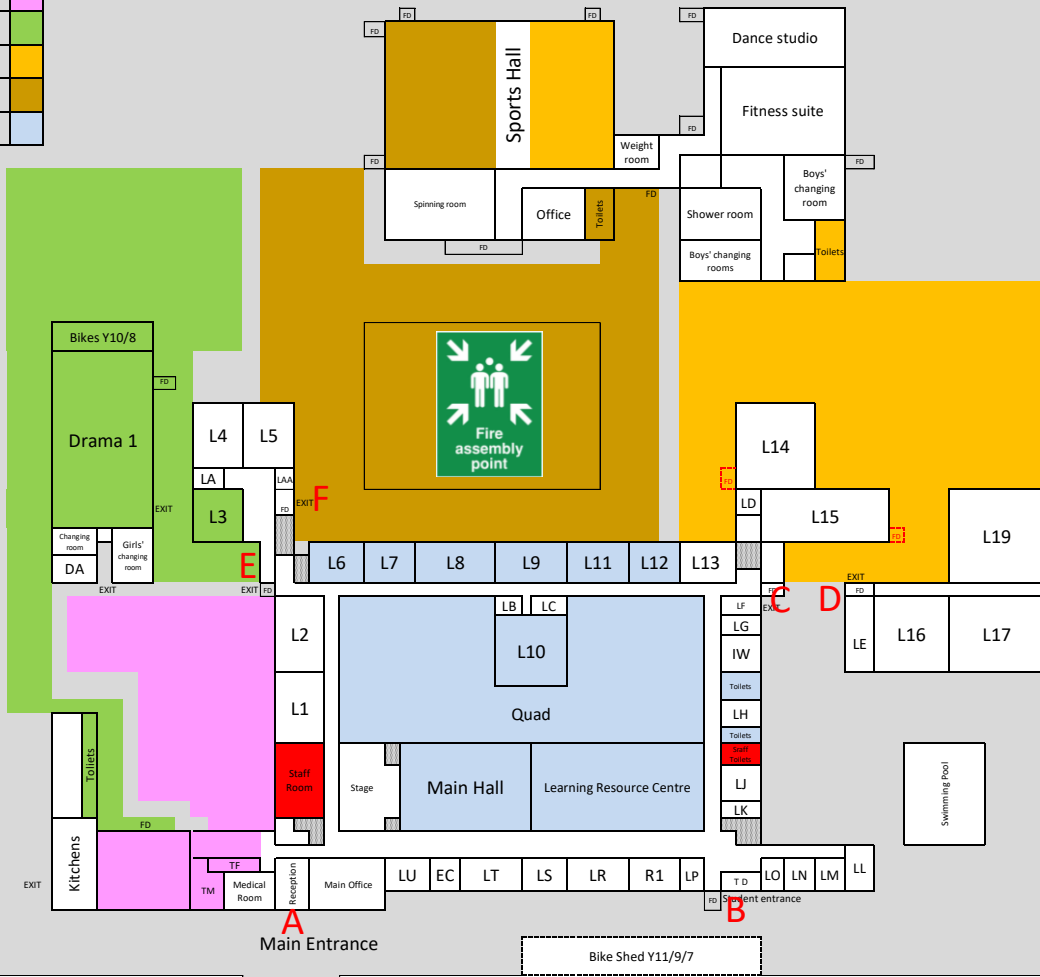 FD
FD
FD
FD
Dance studio
Sports Hall
Fitness suite
FD
Weight
room
FD
FD
Boys'
changing
room
Spinning room
Office
Toilets
FD
Shower room
FD
Boys' changing
rooms
Toilets
Bikes Y10/8
Fire
assembly
point
FD
Drama 1
L4
L5
L14
LA
LAA
FD
EXIT
F
LD
L15
EXIT
L3
FD
FD
L19
Changing
room
Girls'
changing
room
DA
E
L6
L7
L8
L9
L11
L12
L13
EXIT
EXIT
EXIT
FD
FD
C
D
FD
EXIT
LB
LC
LF
LG
L2
L10
IW
LE
L16
L17
Toilets
L1
Quad
LH
Toilets
Staff
Toilets
Toliets
Staff
Room
Stage
Main Hall
Learning Resource Centre
LJ
Swimming Pool
LK
FD
Kitchens
TF
TM
Medical
Room
Reception
Main Office
LU
EC
LT
LS
LR
R1
LP
T D
LO
LN
LM
LL
EXIT
FD
Student entrance
A
B
Main Entrance
Bike Shed Y11/9/7